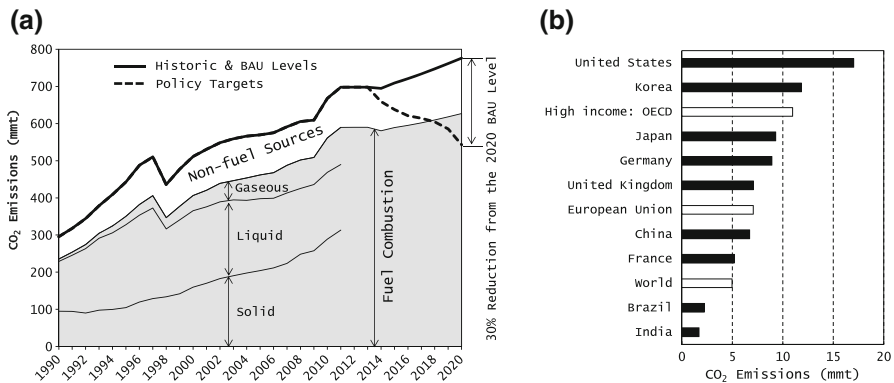 (a)
CO2 Emissions (mmt)
800
700
600
500
400
300
200
100
0
Historic & BAU Levels
Policy Targets
Non-fuel Sources
Gaseous
Liquid
Solid
Fuel Combustion
30% Reduction from the 2020 BAU Level
1990 1992 1994 1996 1998 2000 2002 2004 2006 2008 2010 2012 2014 2016 2018 2020
(b)
United States
Korea
High income: OECD
Japan
Germany
United Kingdom
European Union
China
France
World
Brazil
India
0 5 10 15 20
CO2 Emissions (mmt)